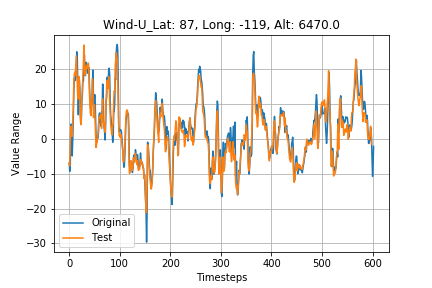 Wind-U_Lat: 87, Long: -119, Alt: 6470.0
Value Range
20
10
0
−10
−20
−30
Original
Test
0 100 200 300 400 500 600
Timesteps